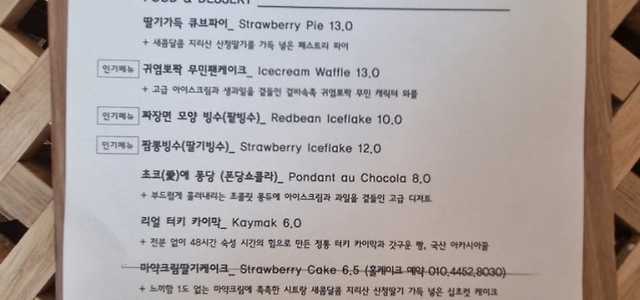 FOOD & DESSERT
딸기가득 큐브파이_ Strawberry Pie 13.0
+ 새콤달콤 지리산 산청딸기를 가득 넣은 페스트리 파이
인기메뉴 귀염뽀짝 무민팬케이크_ Icecream Waffle 13.0
+ 고급 아이스크림과 생과일을 곁들인 겉바속촉 귀염뽀짝 무민 캐릭터 와플
인기메뉴 짜장면 모양 빙수(팥빙수)_ Redbean Iceflake 10.0
인기메뉴 짬뽕빙수(딸기빙수)_ Strawberry Iceflake 12.0
초코(愛)에 퐁당 (폰당쇼콜라)_ Pondant au Chocola 8.0
+ 부드럽게 흘러내리는 초콜릿 퐁듀에 아이스크림과 과일을 곁들인 고급 디저트
리얼 터키 카이막_ Kaymak 6.0
+ 전분 없이 48시간 숙성 시간의 힘으로 만든 정통 터키 카이막과 갓구운 빵, 국산 아카시아꿀
마약크림딸기케이크_ Strawberry Cake 6.5 (홀케이크 예약 010.4452.8030)
+ 느끼함 1도 없는 마약크림에 촉촉한 시트랑 새콤달콤 지리산 산청딸기 가득 넣은 십초컷 케이크